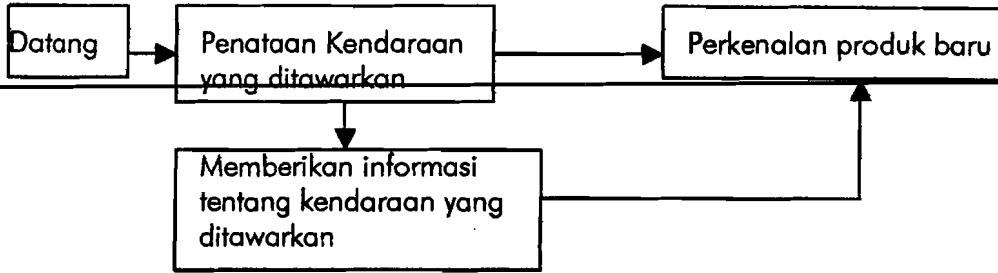 Datang
Penataan Kendaraan
yang ditawarkan
Perkenalan produk baru
Memberikan informasi
tentang kendaraan yang
ditawarkan